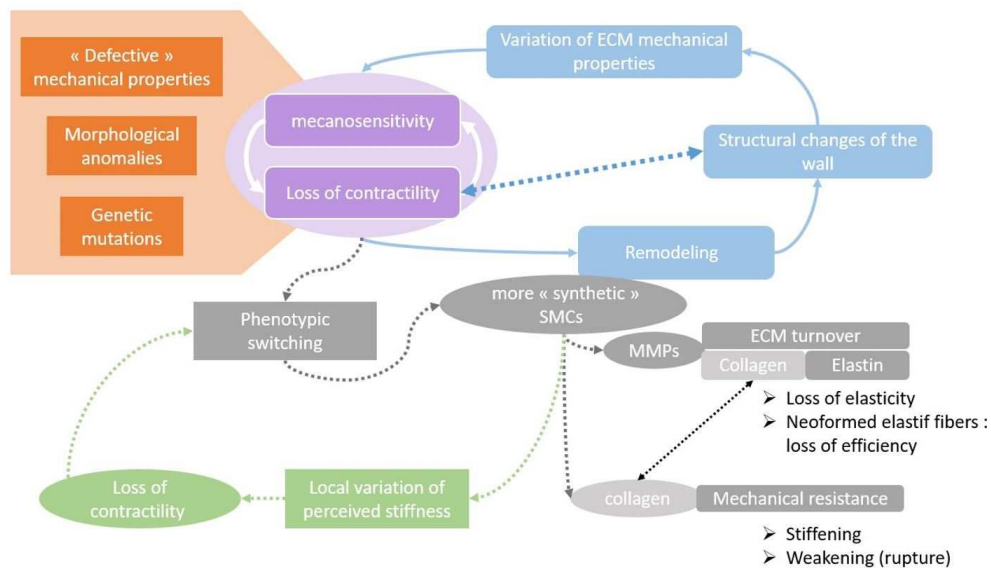 « Defective »
mechanical properties
Morphological
anomalies
Genetic
mutations
mecanosensitivity
Loss of contractility
Variation of ECM mechanical
properties
Structural changes of the
wall
Remodeling
more « synthetic »
SMCs
Phenotypic
switching
MMPs
ECM turnover
Collagen
Elastin
➢ Loss of elasticity
➢ Neoformed elastif fibers :
loss of efficiency
Loss of
contractility
Local variation of
perceived stiffness
collagen
Mechanical resistance
➢ Stiffening
➢ Weakening (rupture)